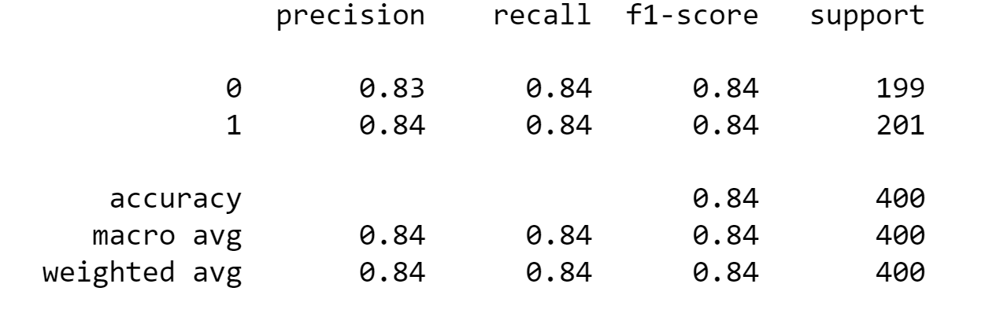 precision recall f1-score support
0 0.83 0.84 0.84 199
1 0.84 0.84 0.84 201
accuracy 0.84 400
macro avg 0.84 0.84 0.84 400
weighted avg 0.84 0.84 0.84 400